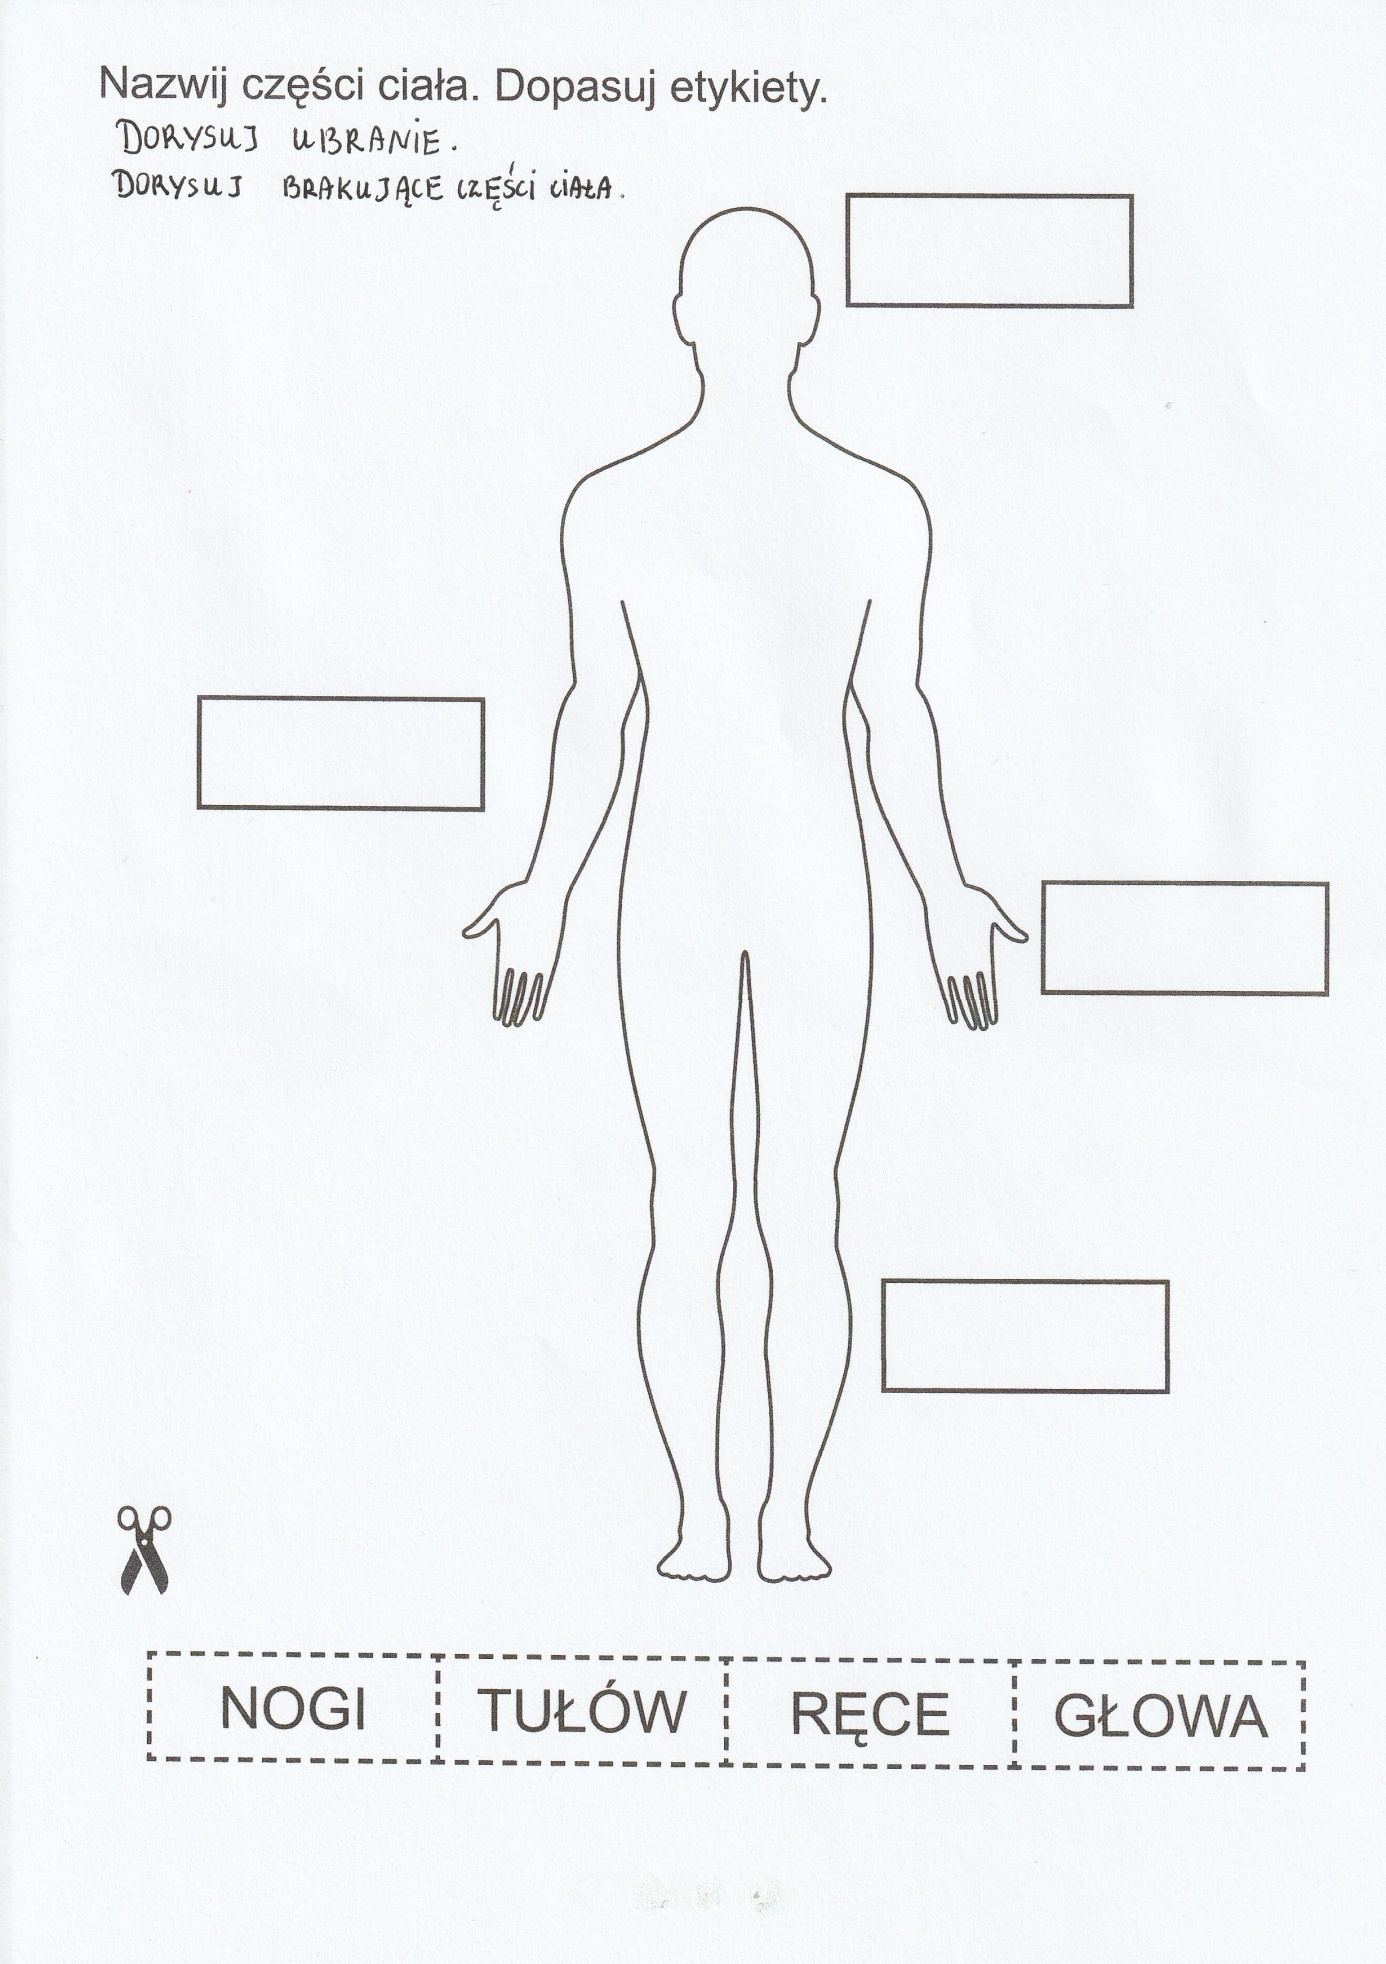 Nazwij części ciała. Dopasuj etykiety.
DORYSUJ UBRANIE.
DORYSUJ BRAKUJĄCE CZĘŚCI CIAŁA.
NOGI TUŁÓW RĘCE GŁOWA